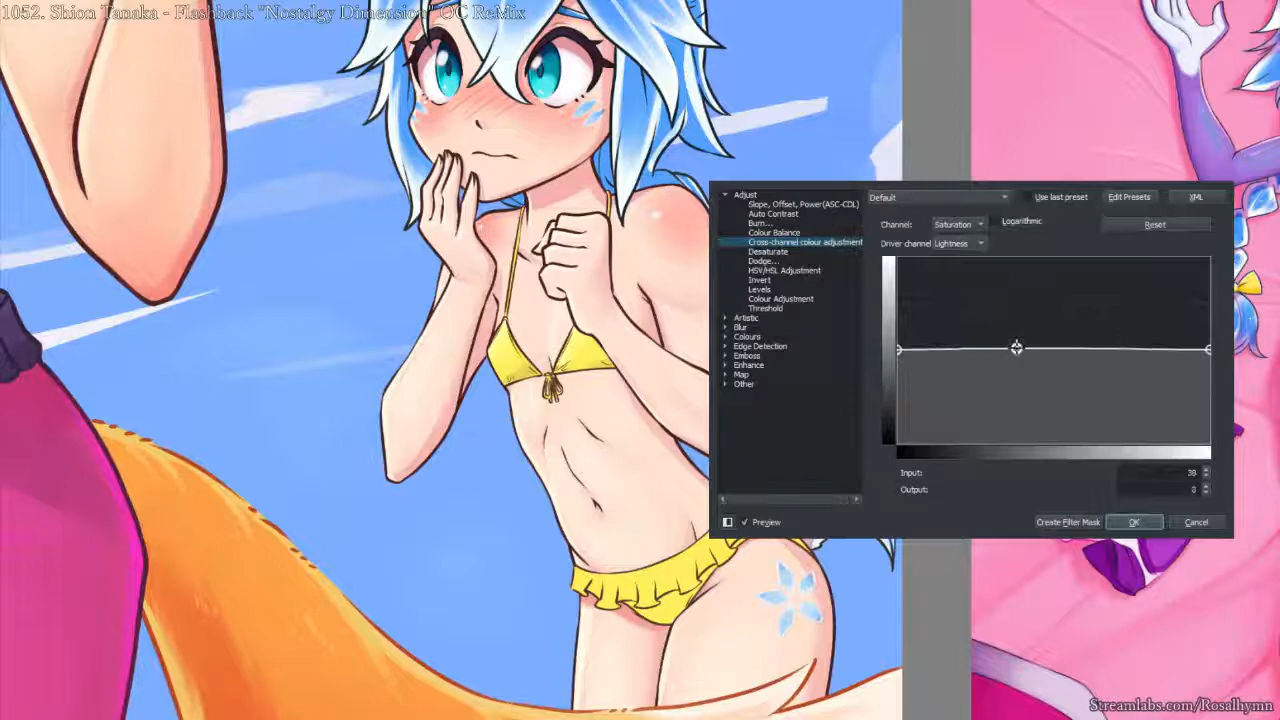 1052. Shion Tanaka - Flashback "Nostalgy Dimension" OC ReMix
Adjust
Slope, Offset, Power(ASC-CDL)
Auto Contrast
Burn...
Colour Balance
Cross-channel colour adjustment
Desaturate
Dodge...
HSV/HSL Adjustment
Invert
Levels
Colour Adjustment
Threshold
Artistic
Blur
Colours
Edge Detection
Emboss
Enhance
Map
Other
Default
Use last preset
Edit Presets
XML
Channel: Saturation
Logarithmic
Reset
Driver channel Lightness
Input: 38
Output: 0
Preview
Create Filter Mask
OK
Cancel
Streamlabs.com/Rosalhymn